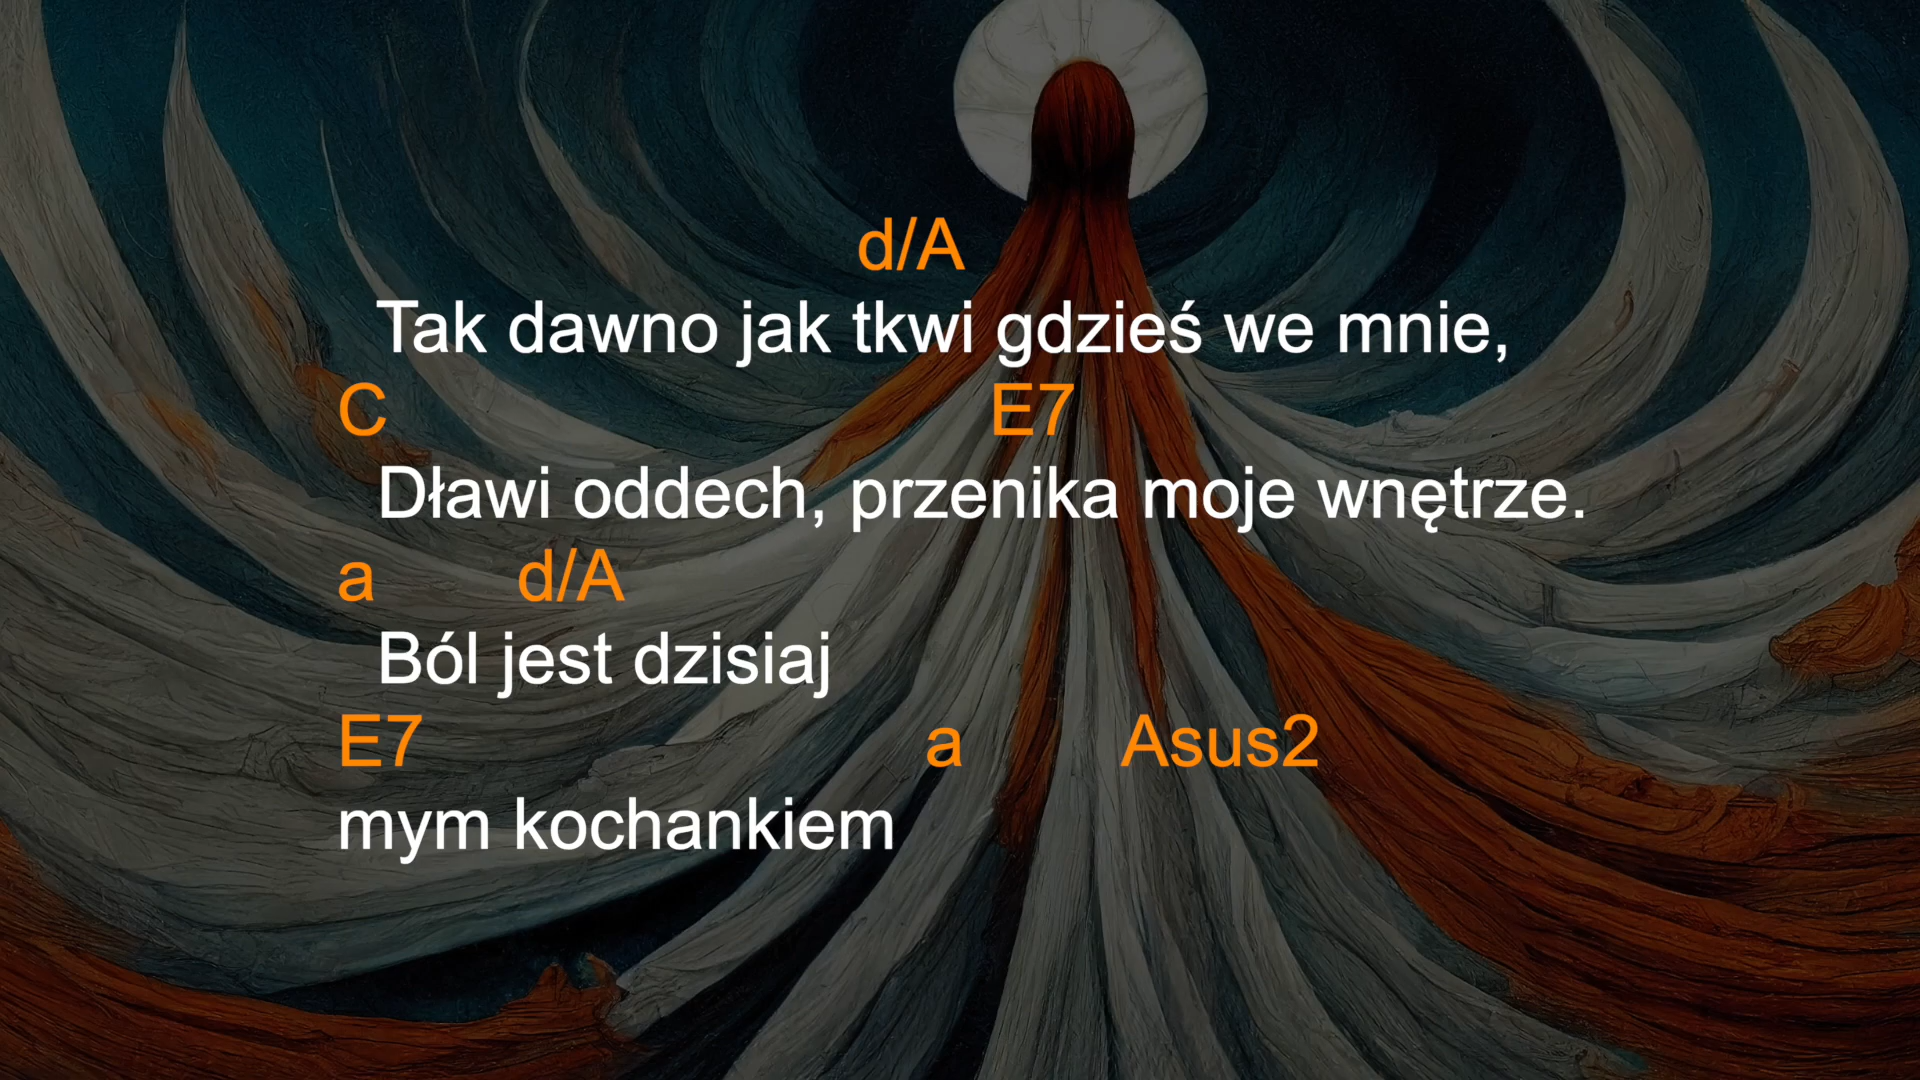 d/A
Tak dawno jak tkwi gdzieś we mnie,
C E7
Dławi oddech, przenika moje wnętrze.
a d/A
Ból jest dzisiaj
E7 a Asus2
mym kochankiem